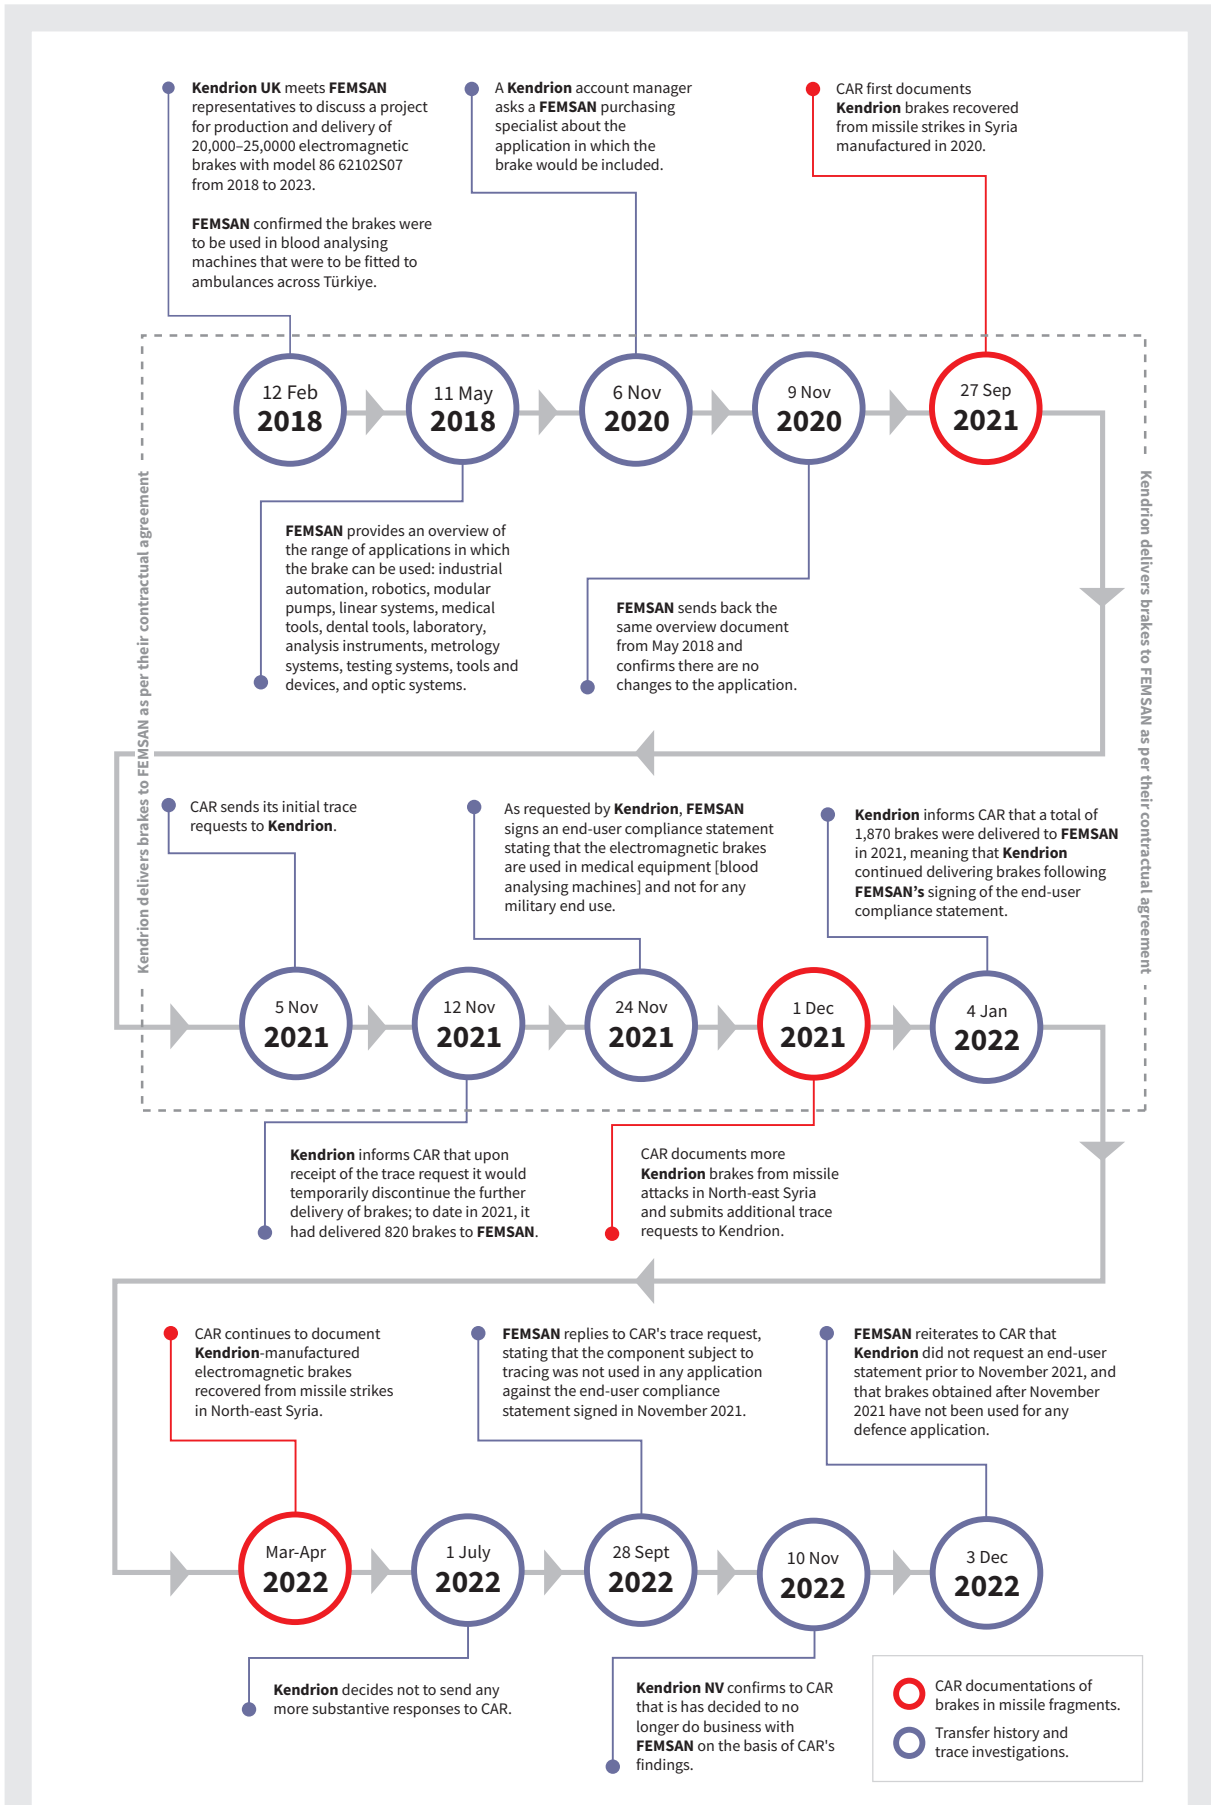 Kendrion UK meets FEMSAN
representatives to discuss a project
for production and delivery of
20,000–25,0000 electromagnetic
brakes with model 86 62102S07
from 2018 to 2023.
FEMSAN confirmed the brakes were
to be used in blood analysing
machines that were to be fitted to
ambulances across Türkiye.
A Kendrion account manager
asks a FEMSAN purchasing
specialist about the
application in which the
brake would be included.
CAR first documents
Kendrion brakes recovered
from missile strikes in Syria
manufactured in 2020.
12 Feb
2018
11 May
2018
6 Nov
2020
9 Nov
2020
27 Sep
2021
FEMSAN provides an overview of
the range of applications in which
the brake can be used: industrial
automation, robotics, modular
pumps, linear systems, medical
tools, dental tools, laboratory,
analysis instruments, metrology
systems, testing systems, tools and
devices, and optic systems.
FEMSAN sends back the
same overview document
from May 2018 and
confirms there are no
changes to the application.
Kendrion delivers brakes to FEMSAN as per their contractual agreement
Kendrion delivers brakes to FEMSAN as per their contractual agreement
CAR sends its initial trace
requests to Kendrion.
As requested by Kendrion, FEMSAN
signs an end-user compliance statement
stating that the electromagnetic brakes
are used in medical equipment [blood
analysing machines] and not for any
military end use.
Kendrion informs CAR that a total of
1,870 brakes were delivered to FEMSAN
in 2021, meaning that Kendrion
continued delivering brakes following
FEMSAN’s signing of the end-user
compliance statement.
5 Nov
2021
12 Nov
2021
24 Nov
2021
1 Dec
2021
4 Jan
2022
Kendrion informs CAR that upon
receipt of the trace request it would
temporarily discontinue the further
delivery of brakes; to date in 2021, it
had delivered 820 brakes to FEMSAN.
CAR documents more
Kendrion brakes from missile
attacks in North-east Syria
and submits additional trace
requests to Kendrion.
CAR continues to document
Kendrion-manufactured
electromagnetic brakes
recovered from missile strikes
in North-east Syria.
FEMSAN replies to CAR's trace request,
stating that the component subject to
tracing was not used in any application
against the end-user compliance
statement signed in November 2021.
FEMSAN reiterates to CAR that
Kendrion did not request an end-user
statement prior to November 2021, and
that brakes obtained after November
2021 have not been used for any
defence application.
Mar-Apr
2022
1 July
2022
28 Sept
2022
10 Nov
2022
3 Dec
2022
Kendrion decides not to send any
more substantive responses to CAR.
Kendrion NV confirms to CAR
that is has decided to no
longer do business with
FEMSAN on the basis of CAR's
findings.
CAR documentations of
brakes in missile fragments.
Transfer history and
trace investigations.